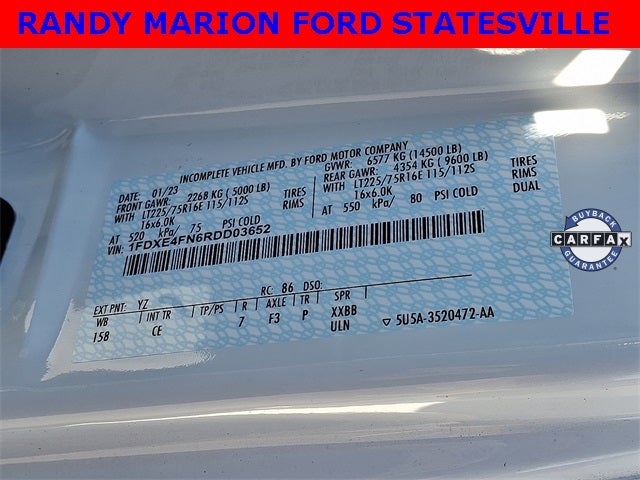 RANDY MARION FORD STATESVILLE
INCOMPLETE VEHICLE MFD. BY FORD MOTOR COMPANY
DATE: 01/23 GVWR: 6577 KG (14500 LB)
FRONT GAWR: 2268 KG ( 5000 LB) REAR GAWR: 4354 KG ( 9600 LB)
WITH LT225/75R16E 115/112S TIRES WITH LT225/75R16E 115/112S TIRES
16x6.0K RIMS 16x6.0K RIMS
AT 520 kPa/ 75 PSI COLD AT 550 kPa/ 80 PSI COLD DUAL
VIN: 1FDXE4FN6RDD03652
EXT PNT: YZ RC: 86 DSO:
WB INT TR TP/PS R AXLE TR SPR
158 CE 7 F3 P XXBB
ULN ▽ 5U5A-3520472-AA
BUYBACK
CARFAX
GUARANTEE